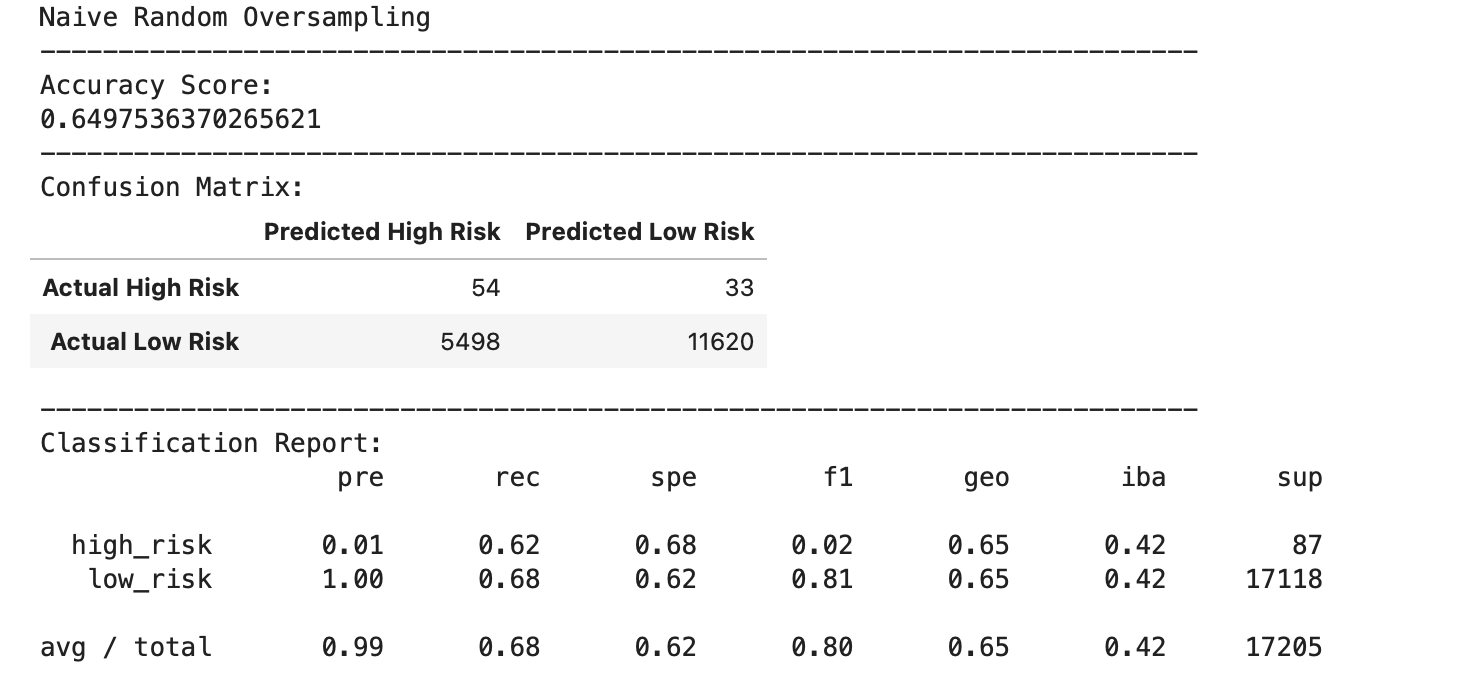 Naive Random Oversampling
--------------------------------------------------------------------------
Accuracy Score:
0.6497536370265621
--------------------------------------------------------------------------
Confusion Matrix:
Predicted High Risk Predicted Low Risk
Actual High Risk 54 33
Actual Low Risk 5498 11620
--------------------------------------------------------------------------
Classification Report:
pre rec spe f1 geo iba sup
high_risk 0.01 0.62 0.68 0.02 0.65 0.42 87
low_risk 1.00 0.68 0.62 0.81 0.65 0.42 17118
avg / total 0.99 0.68 0.62 0.80 0.65 0.42 17205